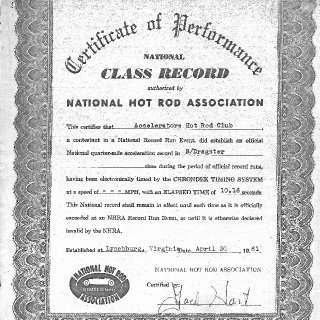 Certificate of Performance
NATIONAL
CLASS RECORD
authorized by
NATIONAL HOT ROD ASSOCIATION
This certifies that Accelerators Hot Rod Club
a contestant in a National Record Run Event, did establish an official
National quarter-mile acceleration record in B/Dragster
class during the period of official record runs,
having been electronically timed by the CHRONDEK TIMING SYSTEM
at a speed of - - - MPH, with an ELAPSED TIME of 10.16 seconds.
This National record shall remain in effect until such time as it is officially
exceeded at an NHRA Record Run Event, or until it is otherwise declared
invalid by the NHRA.
Established at Lynchburg, Virginia Date April 30 1961
NATIONAL HOT ROD ASSOCIATION
Certified by: Jack Hart
NATIONAL HOT ROD
ASSOCIATION